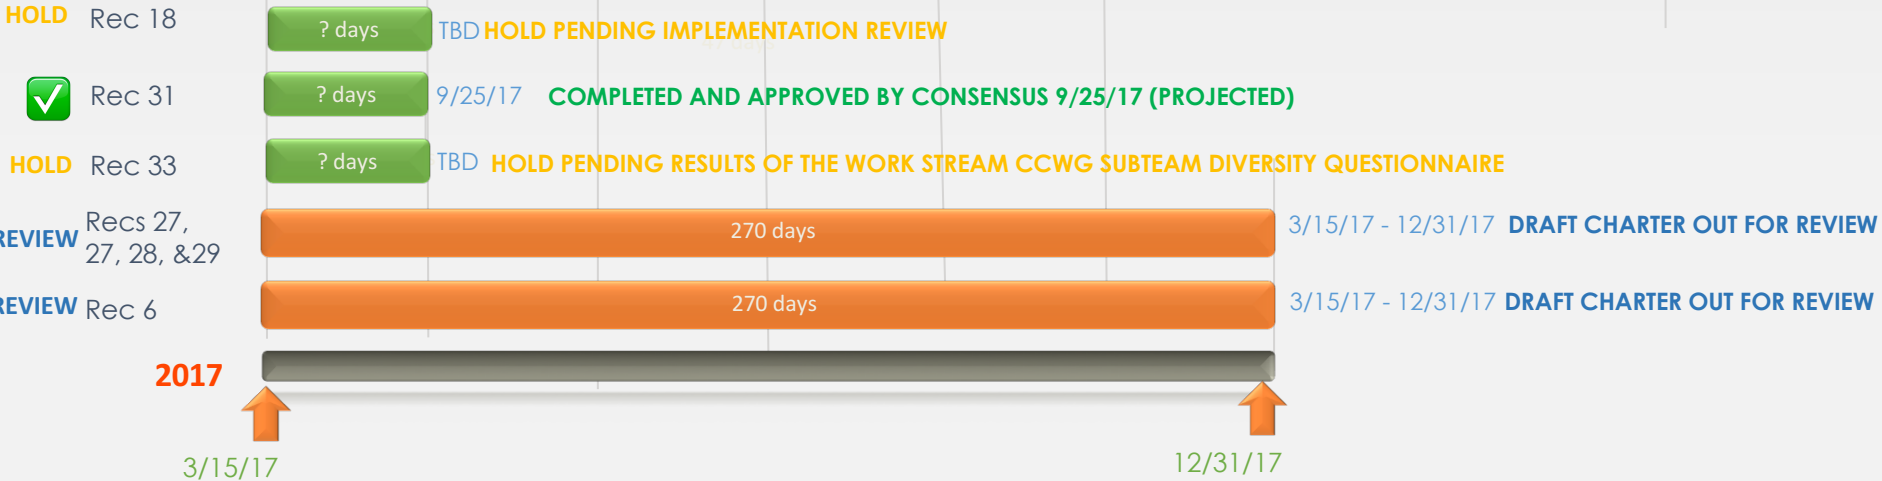 HOLD Rec 18 ? days TBD HOLD PENDING IMPLEMENTATION REVIEW
Rec 31 ? days 9/25/17 COMPLETED AND APPROVED BY CONSENSUS 9/25/17 (PROJECTED)
HOLD Rec 33 ? days TBD HOLD PENDING RESULTS OF THE WORK STREAM CCWG SUBTEAM DIVERSITY QUESTIONNAIRE
REVIEW Recs 27,
27, 28, &29 270 days 3/15/17 - 12/31/17 DRAFT CHARTER OUT FOR REVIEW
REVIEW Rec 6 270 days 3/15/17 - 12/31/17 DRAFT CHARTER OUT FOR REVIEW
2017
3/15/17 12/31/17